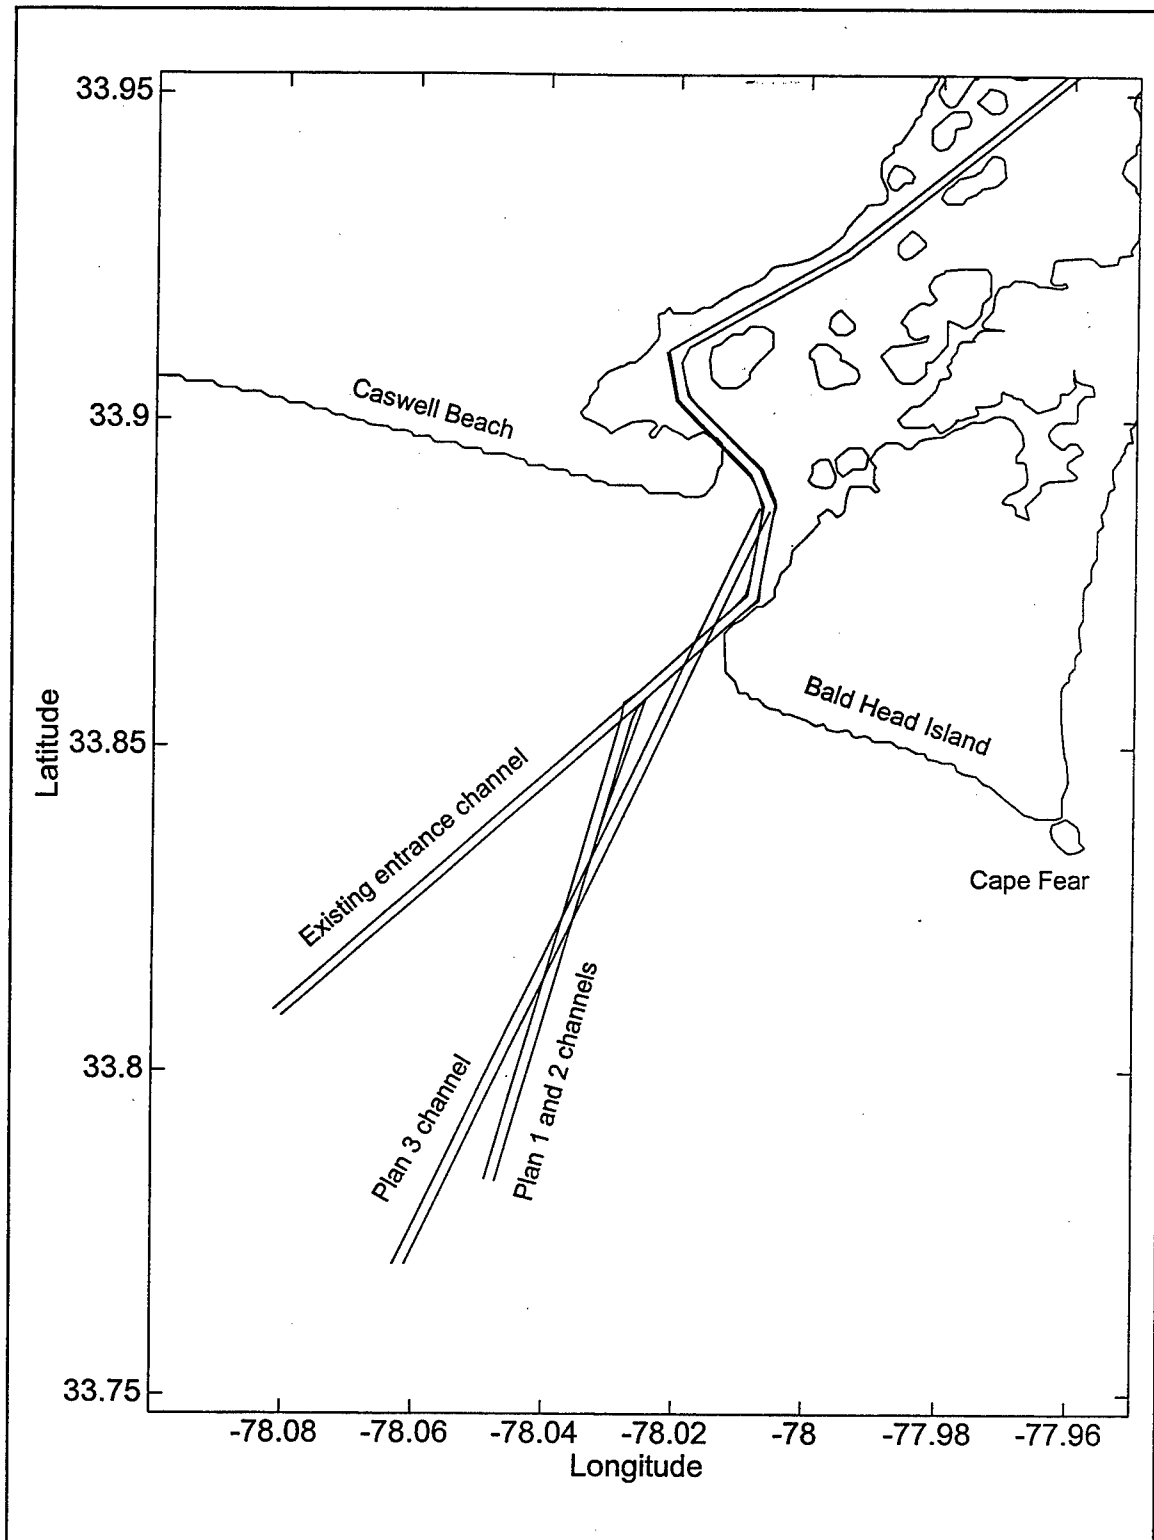 33.95
Caswell Beach
33.9
Bald Head Island
Latitude
33.85
Existing entrance channel
Cape Fear
33.8
Plan 3 channel
Plan 1 and 2 channels
33.75
-78.08 -78.06 -78.04 -78.02 -78 -77.98 -77.96
Longitude